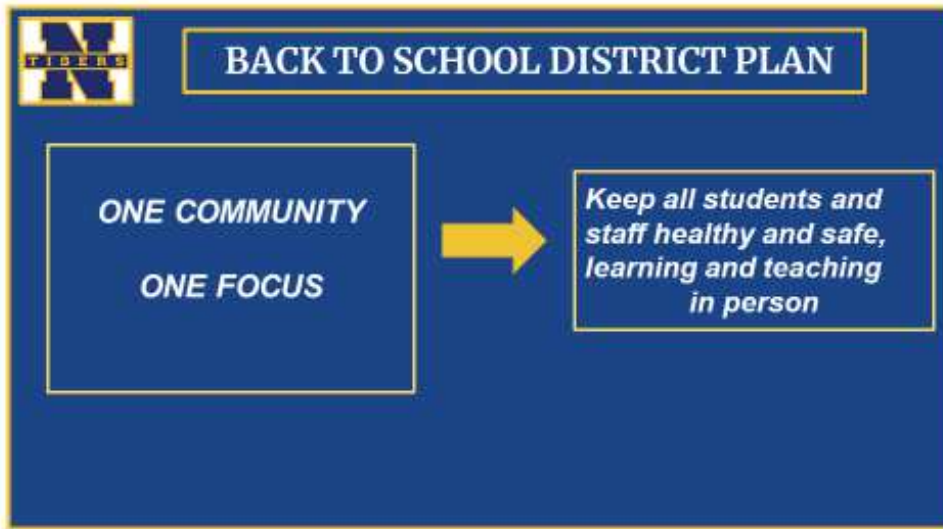 N
TIGERS
BACK TO SCHOOL DISTRICT PLAN
ONE COMMUNITY
ONE FOCUS
Keep all students and
staff healthy and safe,
learning and teaching
in person